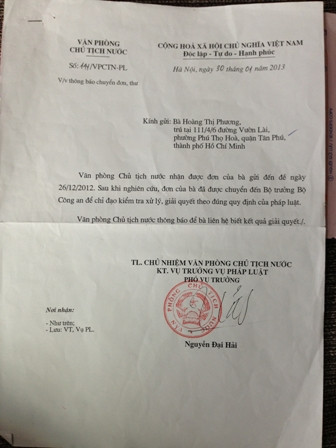 VĂN PHÒNG
CHỦ TỊCH NƯỚC
Số: /VPCTN-PL
V/v thông báo chuyển đơn, thư
CỘNG HOÀ XÃ HỘI CHỦ NGHĨA VIỆT NAM
Độc lập - Tự do - Hạnh phúc
Hà Nội, ngày 30 tháng 01 năm 2013
Kính gửi: Bà Hoàng Thị Phương,
trú tại 111/4/6 đường Vườn Lài,
phường Phú Thọ Hoà, quận Tân Phú,
thành phố Hồ Chí Minh
Văn phòng Chủ tịch nước nhận được đơn của bà gửi đến đề ngày
26/12/2012. Sau khi nghiên cứu, đơn của bà đã được chuyển đến Bộ trưởng Bộ
Công an để chỉ đạo kiểm tra xử lý, giải quyết theo đúng quy định của pháp luật.
Văn phòng Chủ tịch nước thông báo để bà liên hệ biết kết quả giải quyết./.
TL. CHỦ NHIỆM VĂN PHÒNG CHỦ TỊCH NƯỚC
KT. VỤ TRƯỞNG VỤ PHÁP LUẬT
PHÓ VỤ TRƯỞNG
VĂN PHÒNG CHỦ TỊCH NƯỚC
Nơi nhận:
- Như trên;
- Lưu: VT, Vụ PL.
Nguyễn Đại Hải